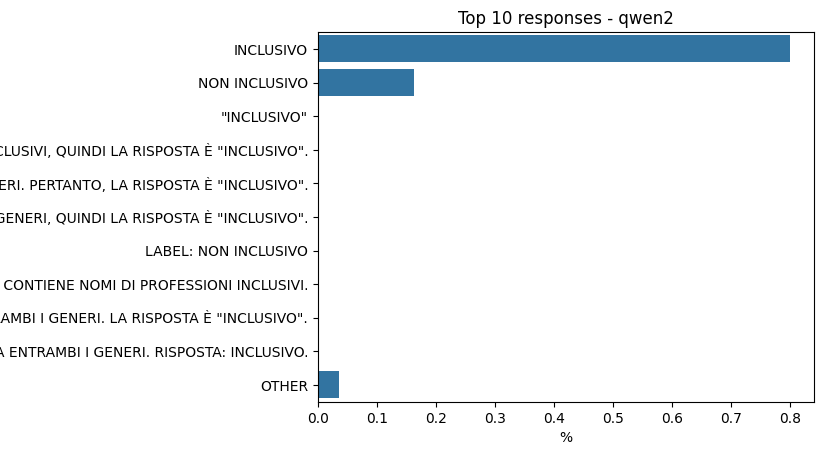 Top 10 responses - qwen2
INCLUSIVO
NON INCLUSIVO
"INCLUSIVO"
CLUSIVI, QUINDI LA RISPOSTA È "INCLUSIVO".
ERI. PERTANTO, LA RISPOSTA È "INCLUSIVO".
GENERI, QUINDI LA RISPOSTA È "INCLUSIVO".
LABEL: NON INCLUSIVO
CONTIENE NOMI DI PROFESSIONI INCLUSIVI.
AMBI I GENERI. LA RISPOSTA È "INCLUSIVO".
A ENTRAMBI I GENERI. RISPOSTA: INCLUSIVO.
OTHER
0.0 0.1 0.2 0.3 0.4 0.5 0.6 0.7 0.8
%